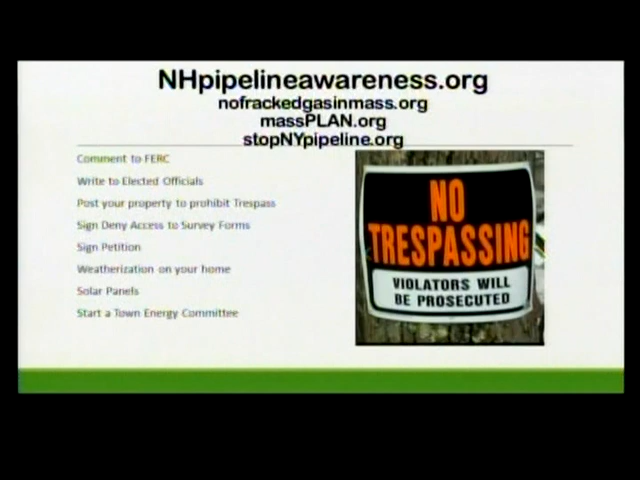 NHpipelineawareness.org
nofrackedgasinmass.org
massPLAN.org
stopNYpipeline.org
Comment to FERC
Write to Elected Officials
Post your property to prohibit Trespass
Sign Deny Access to Survey Forms
Sign Petition
Weatherization on your home
Solar Panels
Start a Town Energy Committee
NO
TRESPASSING
VIOLATORS WILL
BE PROSECUTED